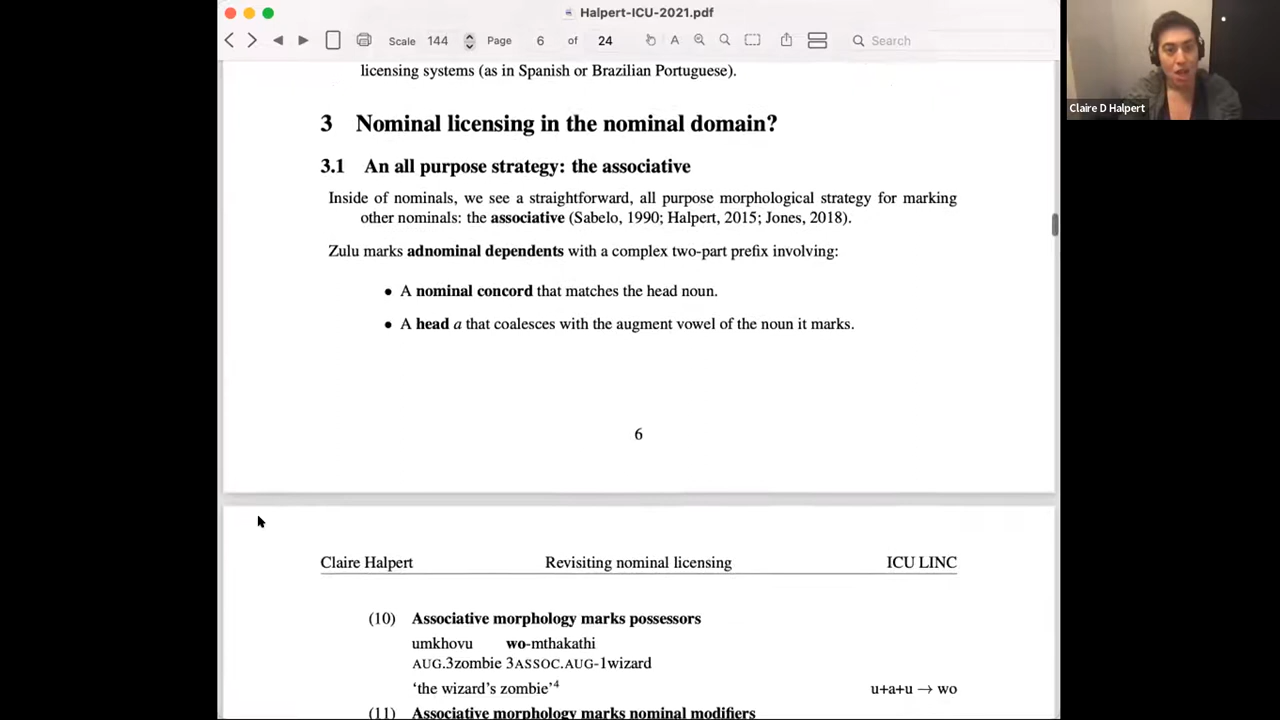 Halpert-ICU-2021.pdf
Scale 144 Page 6 of 24 A Search
Claire D Halpert
licensing systems (as in Spanish or Brazilian Portuguese).
3 Nominal licensing in the nominal domain?
3.1 An all purpose strategy: the associative
Inside of nominals, we see a straightforward, all purpose morphological strategy for marking
other nominals: the associative (Sabelo, 1990; Halpert, 2015; Jones, 2018).
Zulu marks adnominal dependents with a complex two-part prefix involving:
• A nominal concord that matches the head noun.
• A head a that coalesces with the augment vowel of the noun it marks.
6
Claire Halpert Revisiting nominal licensing ICU LINC
(10) Associative morphology marks possessors
umkhovu wo-mthakathi
AUG.3zombie 3ASSOC.AUG-1wizard
‘the wizard’s zombie’⁴ u+a+u → wo
(11) Associative morphology marks nominal modifiers